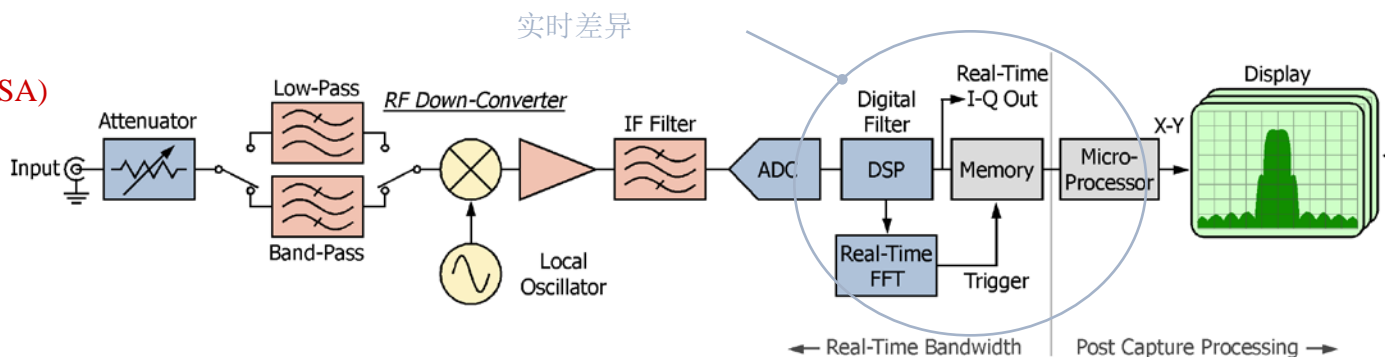 实时差异
SA)
Input
Attenuator
Low-Pass
Band-Pass
RF Down-Converter
Local
Oscillator
IF Filter
ADC
Digital
Filter
DSP
Real-Time
FFT
Real-Time
I-Q Out
Memory
Trigger
Micro-
Processor
X-Y
Display
Real-Time Bandwidth
Post Capture Processing